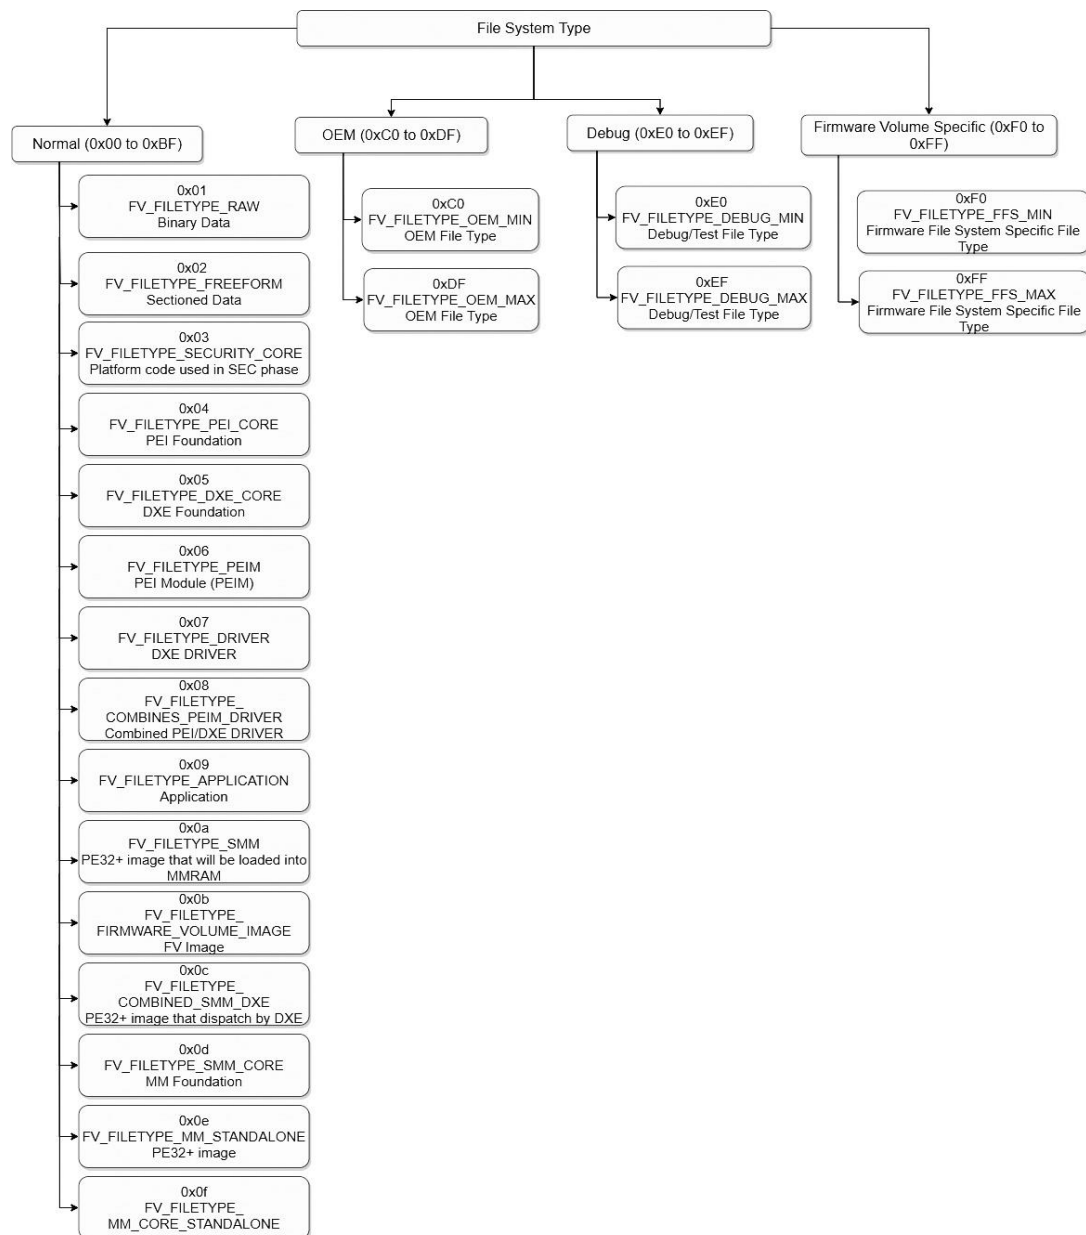 File System Type
Normal (0x00 to 0xBF)
0x01
FV_FILETYPE_RAW
Binary Data
0x02
FV_FILETYPE_FREEFORM
Sectioned Data
0x03
FV_FILETYPE_SECURITY_CORE
Platform code used in SEC phase
0x04
FV_FILETYPE_PEI_CORE
PEI Foundation
0x05
FV_FILETYPE_DXE_CORE
DXE Foundation
0x06
FV_FILETYPE_PEIM
PEI Module (PEIM)
0x07
FV_FILETYPE_DRIVER
DXE DRIVER
0x08
FV_FILETYPE_
COMBINES_PEIM_DRIVER
Combined PEI/DXE DRIVER
0x09
FV_FILETYPE_APPLICATION
Application
0x0a
FV_FILETYPE_SMM
PE32+ image that will be loaded into
MMRAM
0x0b
FV_FILETYPE_
FIRMWARE_VOLUME_IMAGE
FV Image
0x0c
FV_FILETYPE_
COMBINED_SMM_DXE
PE32+ image that dispatch by DXE
0x0d
FV_FILETYPE_SMM_CORE
MM Foundation
0x0e
FV_FILETYPE_MM_STANDALONE
PE32+ image
0x0f
FV_FILETYPE_
MM_CORE_STANDALONE
OEM (0xC0 to 0xDF)
0xC0
FV_FILETYPE_OEM_MIN
OEM File Type
0xDF
FV_FILETYPE_OEM_MAX
OEM File Type
Debug (0xE0 to 0xEF)
0xE0
FV_FILETYPE_DEBUG_MIN
Debug/Test File Type
0xEF
FV_FILETYPE_DEBUG_MAX
Debug/Test File Type
Firmware Volume Specific (0xF0 to
0xFF)
0xF0
FV_FILETYPE_FFS_MIN
Firmware File System Specific File
Type
0xFF
FV_FILETYPE_FFS_MAX
Firmware File System Specific File
Type